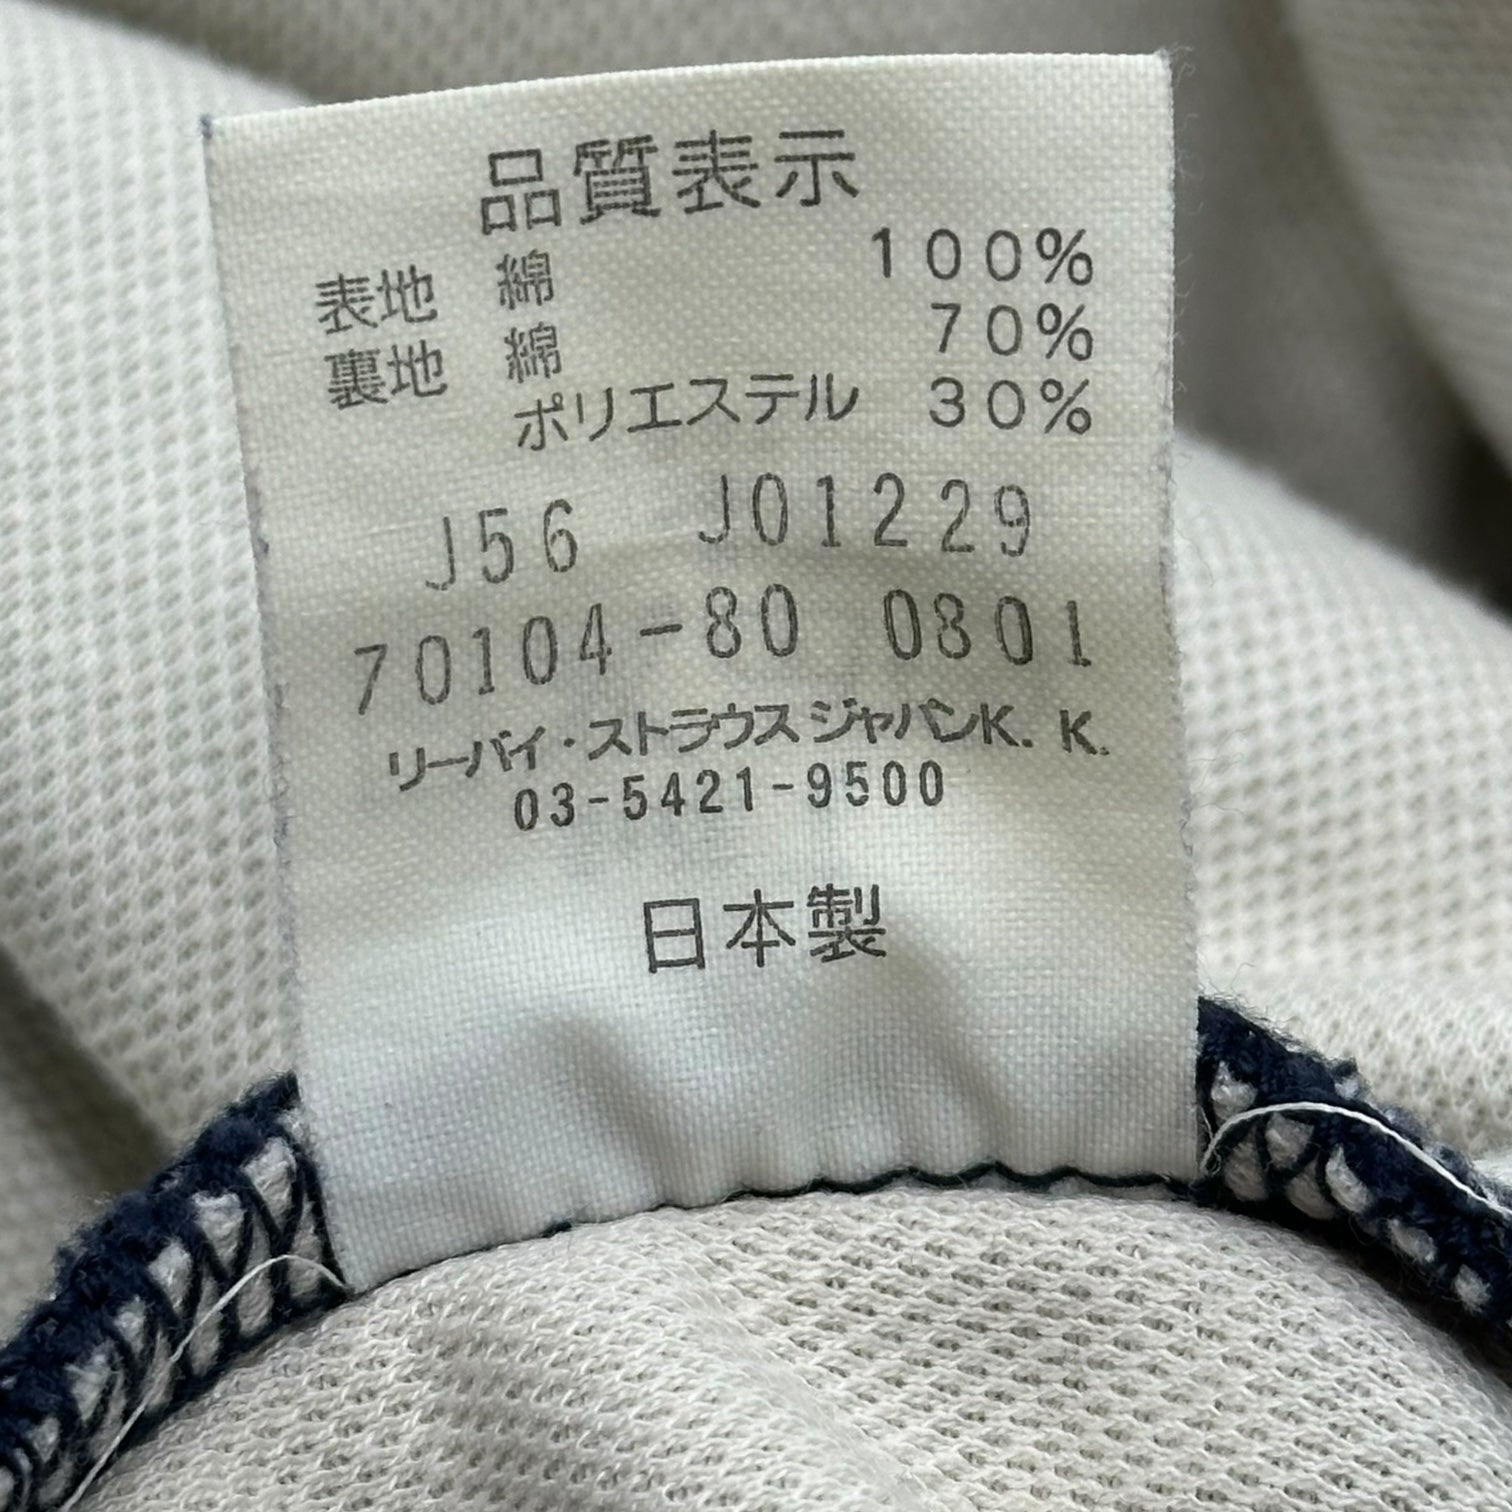 品質表示
表地 綿 100%
裏地 綿 70%
ポリエステル 30%
J56 J01229
70104-80 0801
リーバイ・ストラウス ジャパンK. K.
03-5421-9500
日本製